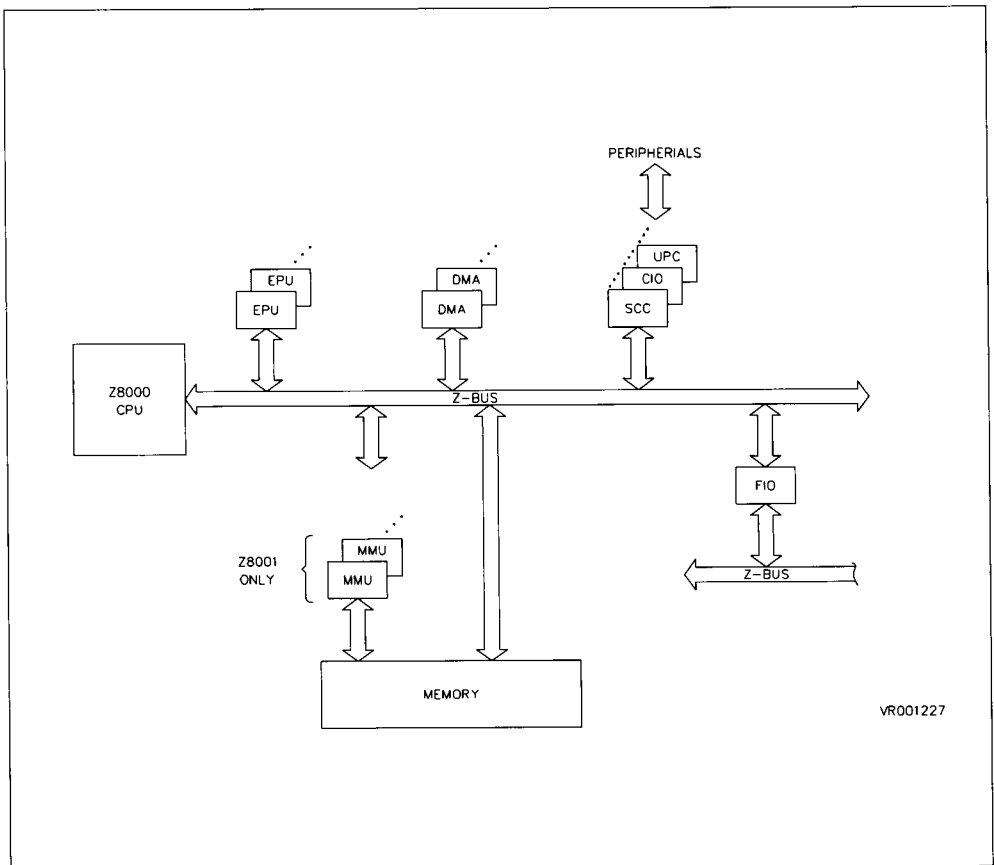 PERIPHERIALS
UPC
CIO
SCC
EPU
EPU
DMA
DMA
Z8000
CPU
Z-BUS
FIO
Z-BUS
Z8001
ONLY
MMU
MMU
MEMORY
VR001227